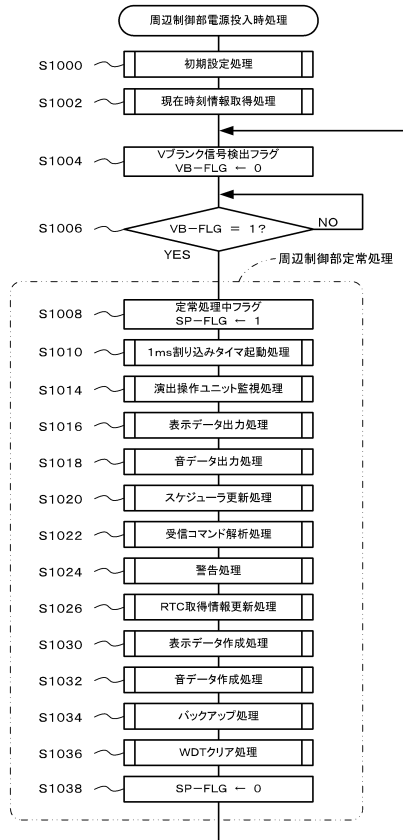 周辺制御部電源投入時処理
S1000 初期設定処理
S1002 現在時刻情報取得処理
S1004 Vブランク信号検出フラグ
VB-FLG ← 0
S1006 VB-FLG = 1? NO
YES
周辺制御部定常処理
S1008 定常処理中フラグ
SP-FLG ← 1
S1010 1ms割り込みタイマ起動処理
S1014 演出操作ユニット監視処理
S1016 表示データ出力処理
S1018 音データ出力処理
S1020 スケジューラ更新処理
S1022 受信コマンド解析処理
S1024 警告処理
S1026 RTC取得情報更新処理
S1030 表示データ作成処理
S1032 音データ作成処理
S1034 バックアップ処理
S1036 WDTクリア処理
S1038 SP-FLG ← 0